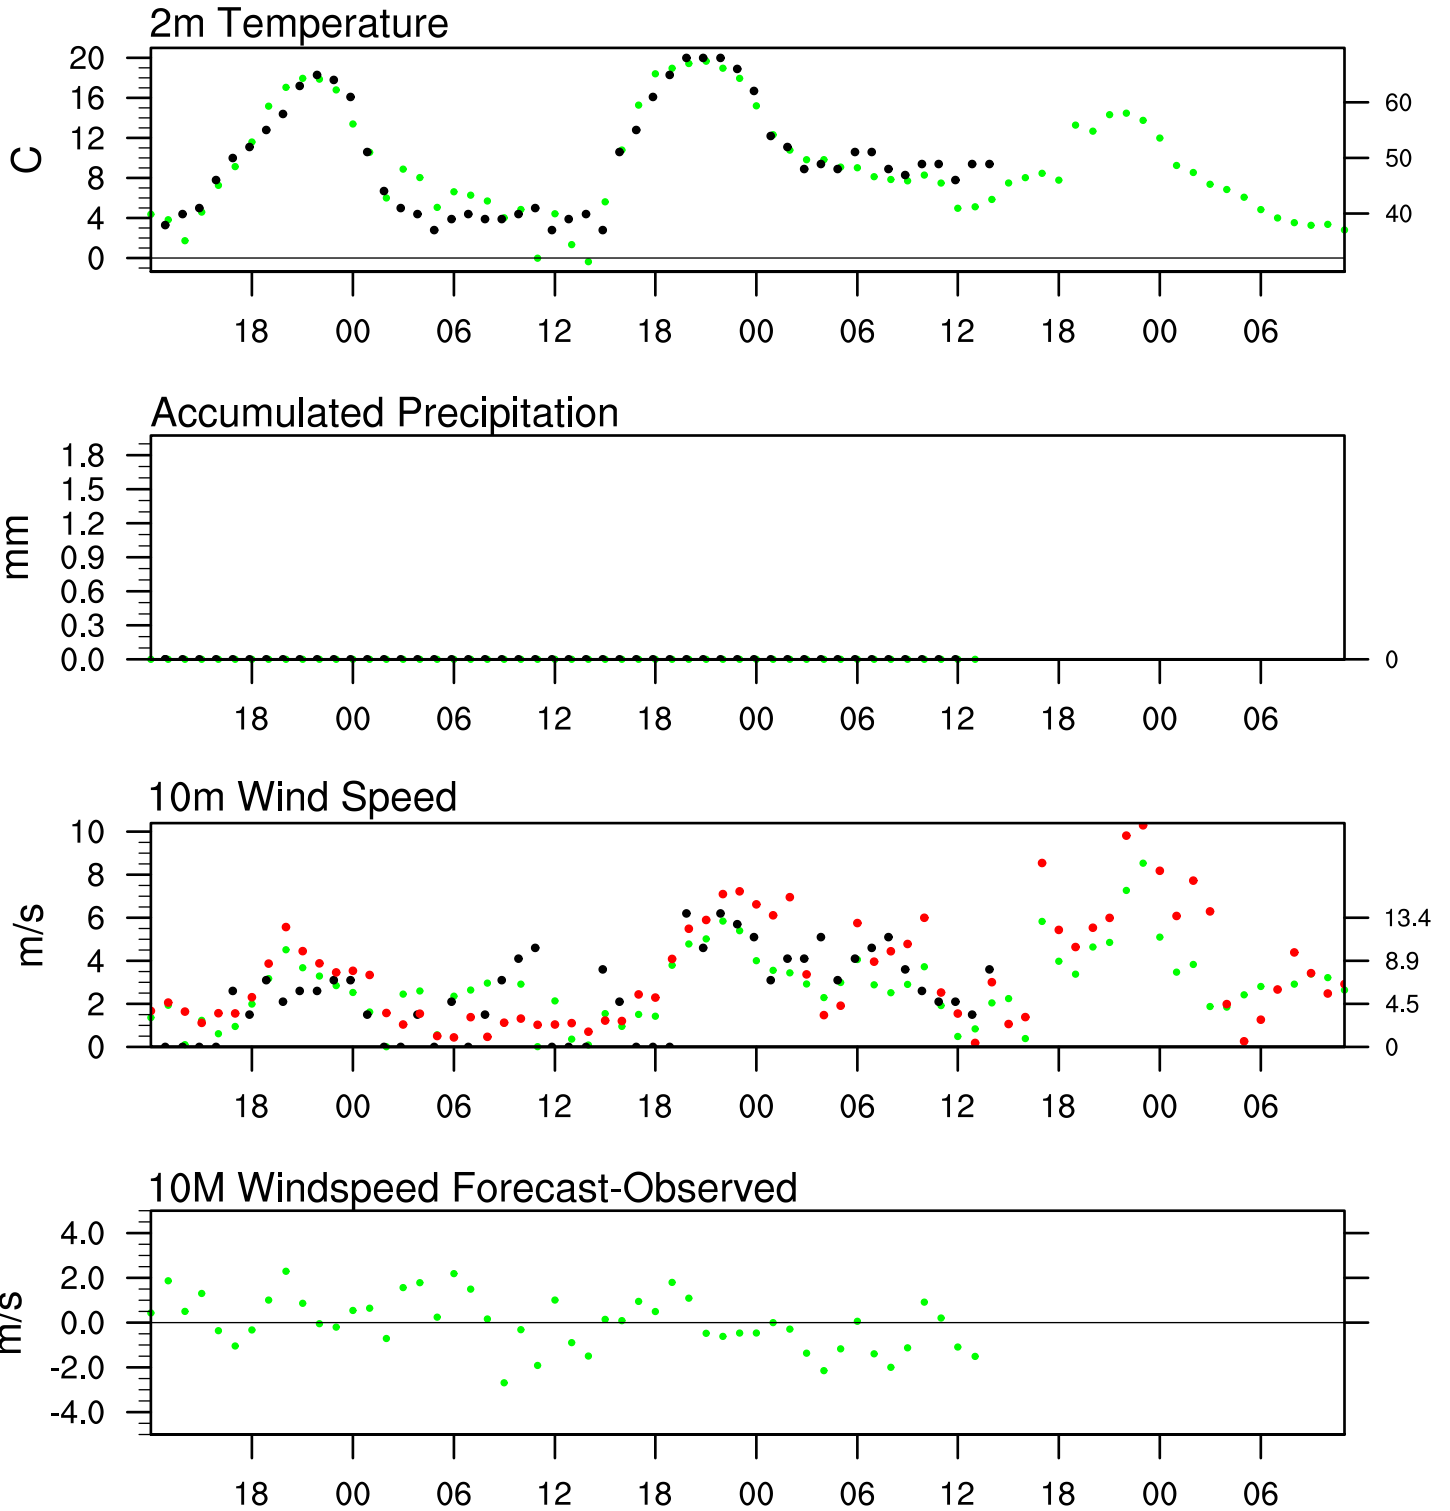 2m Temperature
C
20
16
12
8
4
0
60
50
40
18 00 06 12 18 00 06 12 18 00 06
Accumulated Precipitation
mm
1.8
1.5
1.2
0.9
0.6
0.3
0.0 0
18 00 06 12 18 00 06 12 18 00 06
10m Wind Speed
m/s
10
8
6 13.4
4 8.9
2 4.5
0 0
18 00 06 12 18 00 06 12 18 00 06
10M Windspeed Forecast-Observed
m/s
4.0
2.0
0.0
-2.0
-4.0
18 00 06 12 18 00 06 12 18 00 06